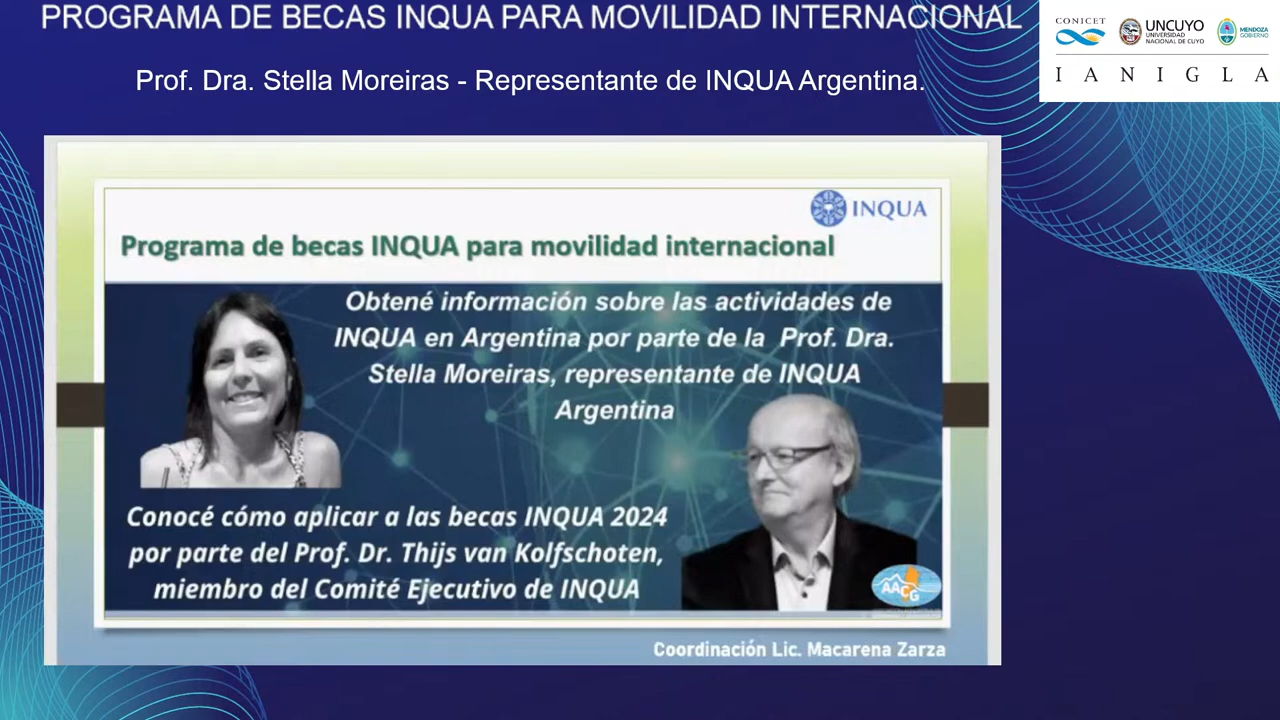 PROGRAMA DE BECAS INQUA PARA MOVILIDAD INTERNACIONAL
Prof. Dra. Stella Moreiras - Representante de INQUA Argentina.
CONICET
UNCUYO
UNIVERSIDAD
NACIONAL DE CUYO
MENDOZA
GOBIERNO
IANIGLA
INQUA
Programa de becas INQUA para movilidad internacional
Obtené información sobre las actividades de
INQUA en Argentina por parte de la Prof. Dra.
Stella Moreiras, representante de INQUA
Argentina
Conocé cómo aplicar a las becas INQUA 2024
por parte del Prof. Dr. Thijs van Kolfschoten,
miembro del Comité Ejecutivo de INQUA
AACG
Coordinación Lic. Macarena Zarza